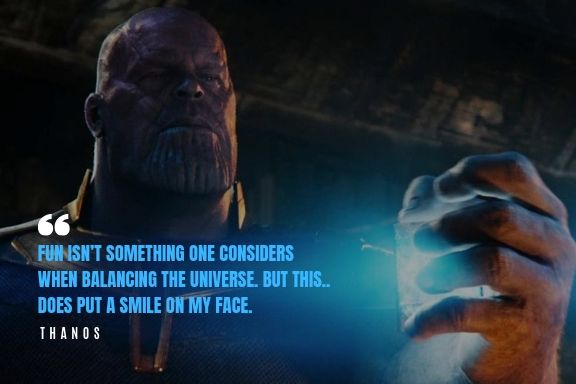 “
FUN ISN'T SOMETHING ONE CONSIDERS
WHEN BALANCING THE UNIVERSE. BUT THIS..
DOES PUT A SMILE ON MY FACE.
THANOS